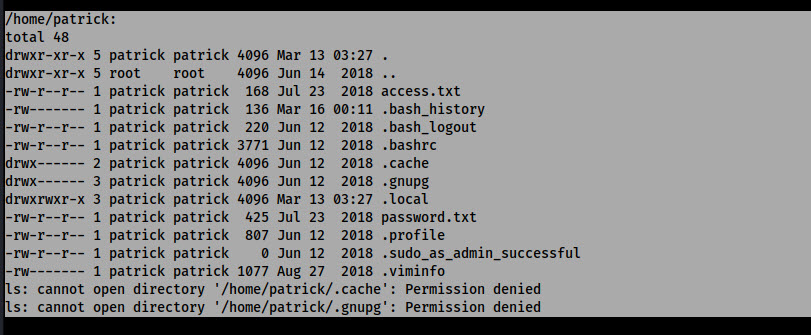 /home/patrick:
total 48
drwxr-xr-x 5 patrick patrick 4096 Mar 13 03:27 .
drwxr-xr-x 5 root    root    4096 Jun 14  2018 ..
-rw-r--r-- 1 patrick patrick  168 Jul 23  2018 access.txt
-rw------- 1 patrick patrick  136 Mar 16 00:11 .bash_history
-rw-r--r-- 1 patrick patrick  220 Jun 12  2018 .bash_logout
-rw-r--r-- 1 patrick patrick 3771 Jun 12  2018 .bashrc
drwx------ 2 patrick patrick 4096 Jun 12  2018 .cache
drwx------ 3 patrick patrick 4096 Jun 12  2018 .gnupg
drwxrwxr-x 3 patrick patrick 4096 Mar 13 03:27 .local
-rw-r--r-- 1 patrick patrick  425 Jul 23  2018 password.txt
-rw-r--r-- 1 patrick patrick  807 Jun 12  2018 .profile
-rw-r--r-- 1 patrick patrick    0 Jun 12  2018 .sudo_as_admin_successful
-rw------- 1 patrick patrick 1077 Aug 27  2018 .viminfo
ls: cannot open directory '/home/patrick/.cache': Permission denied
ls: cannot open directory '/home/patrick/.gnupg': Permission denied